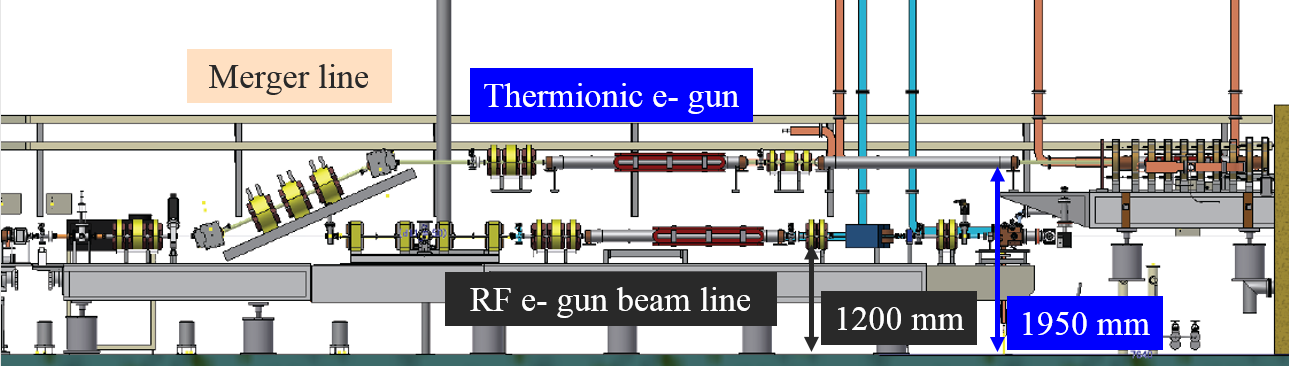 Merger line
Thermionic e- gun
RF e- gun beam line
1200 mm
1950 mm